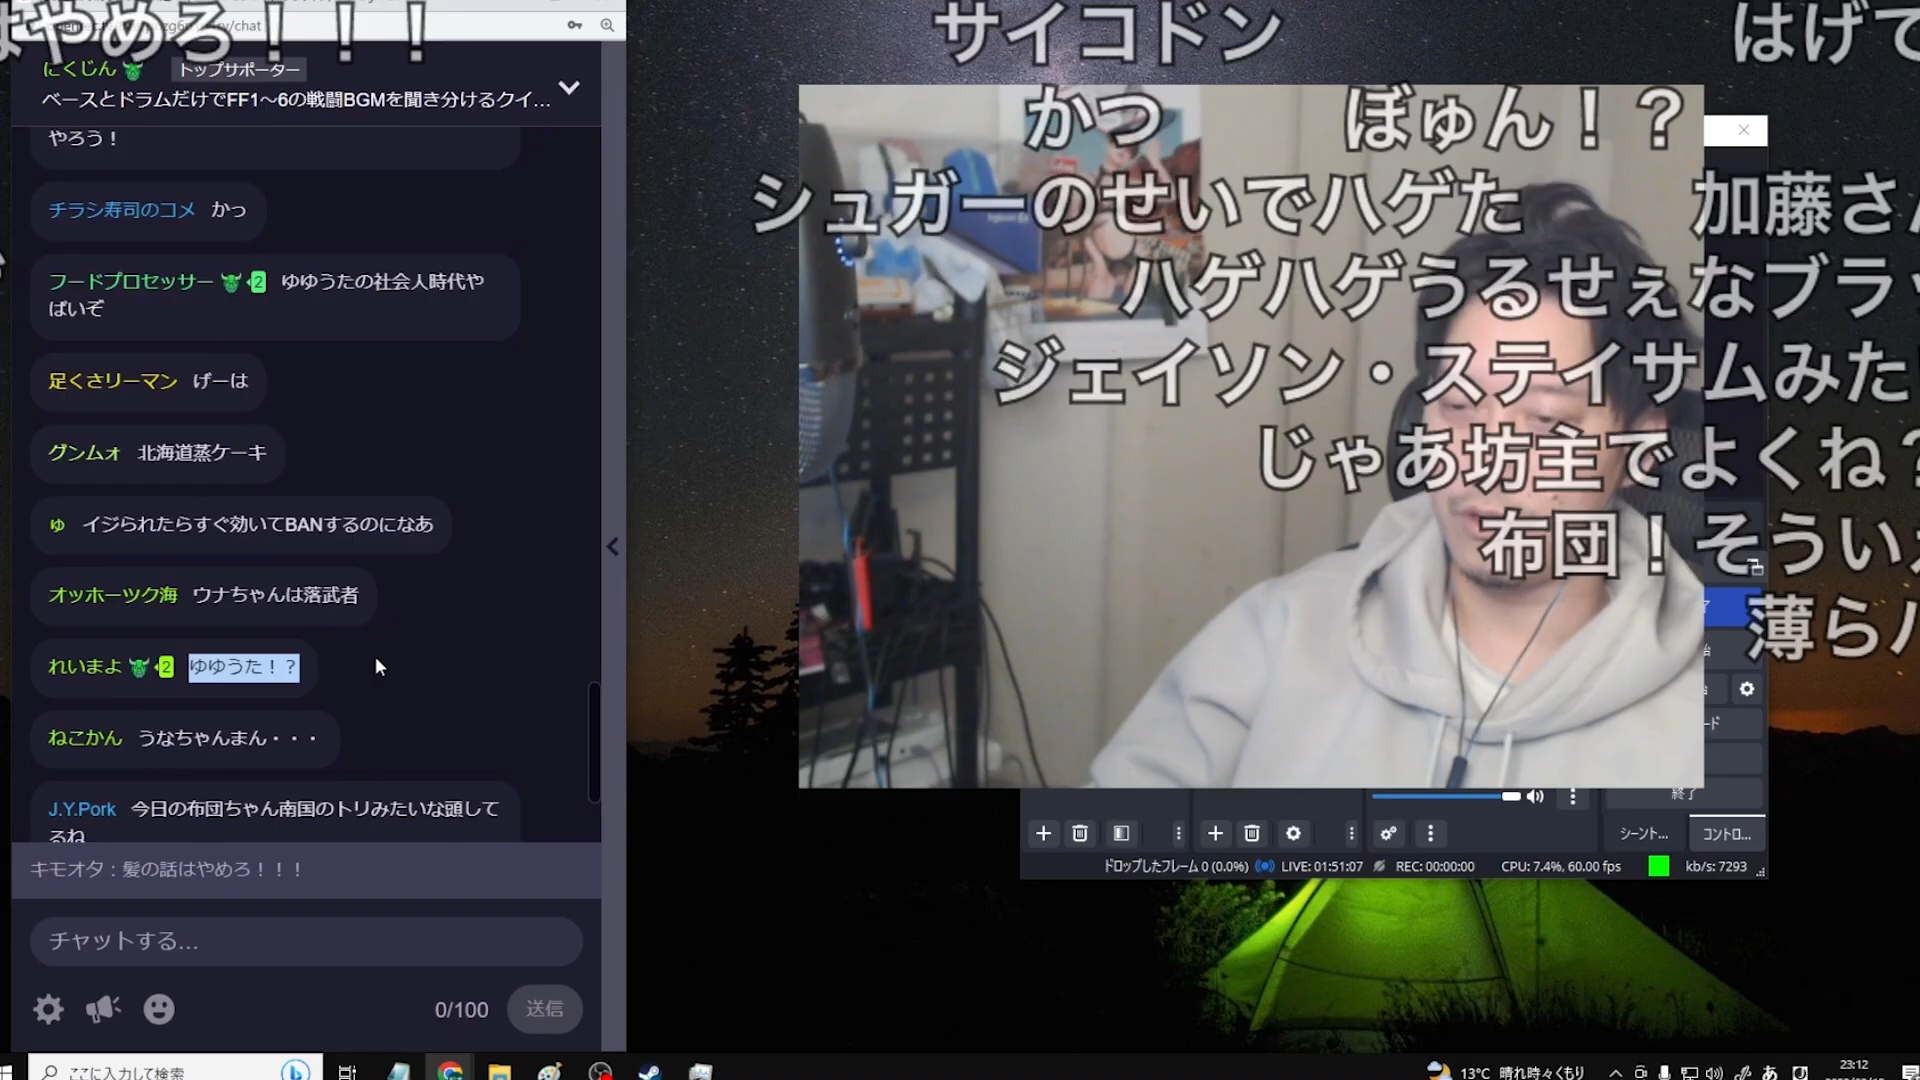 はやめろ！！！
サイコドン
はげて
かつ
ぼゅん！？
シュガーのせいでハゲた
加藤さん
ハゲハゲうるせぇなブラッ
ジェイソン・ステイサムみた
じゃあ坊主でよくね？
布団！そういえ
薄らハ
/chat
にくじん
トップサポーター
ベースとドラムだけでFF1～6の戦闘BGMを聞き分けるクイ...
やろう！
チラシ寿司のコメ かっ
フードプロセッサー 2 ゆゆうたの社会人時代や
ばいぞ
足くさリーマン げーは
グンムォ 北海道蒸ケーキ
ゅ イジられたらすぐ効いてBANするのになあ
オッホーツク海 ウナちゃんは落武者
れいまよ 2 ゆゆうた！？
ねこかん うなちゃんまん・・・
J.Y.Pork 今日の布団ちゃん南国のトリみたいな頭して
るね
キモオタ：髪の話はやめろ！！！
チャットする...
0/100
送信
終了
シーント...
コントロ...
ドロップしたフレーム 0 (0.0%)
LIVE: 01:51:07
REC: 00:00:00
CPU: 7.4%, 60.00 fps
kb/s: 7293
ここに入力して検索
13°C 晴れ時々くもり
あ
23:12